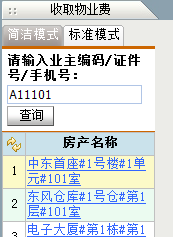 收取物业费
简洁模式 标准模式
请输入业主编码/证件
号/手机号：
A11101
查询
房产名称
1 中东首座#1号楼#1单
元#101室
2 东风仓库#1号仓#第1
层#101室
3 电子大厦#第1栋#第1